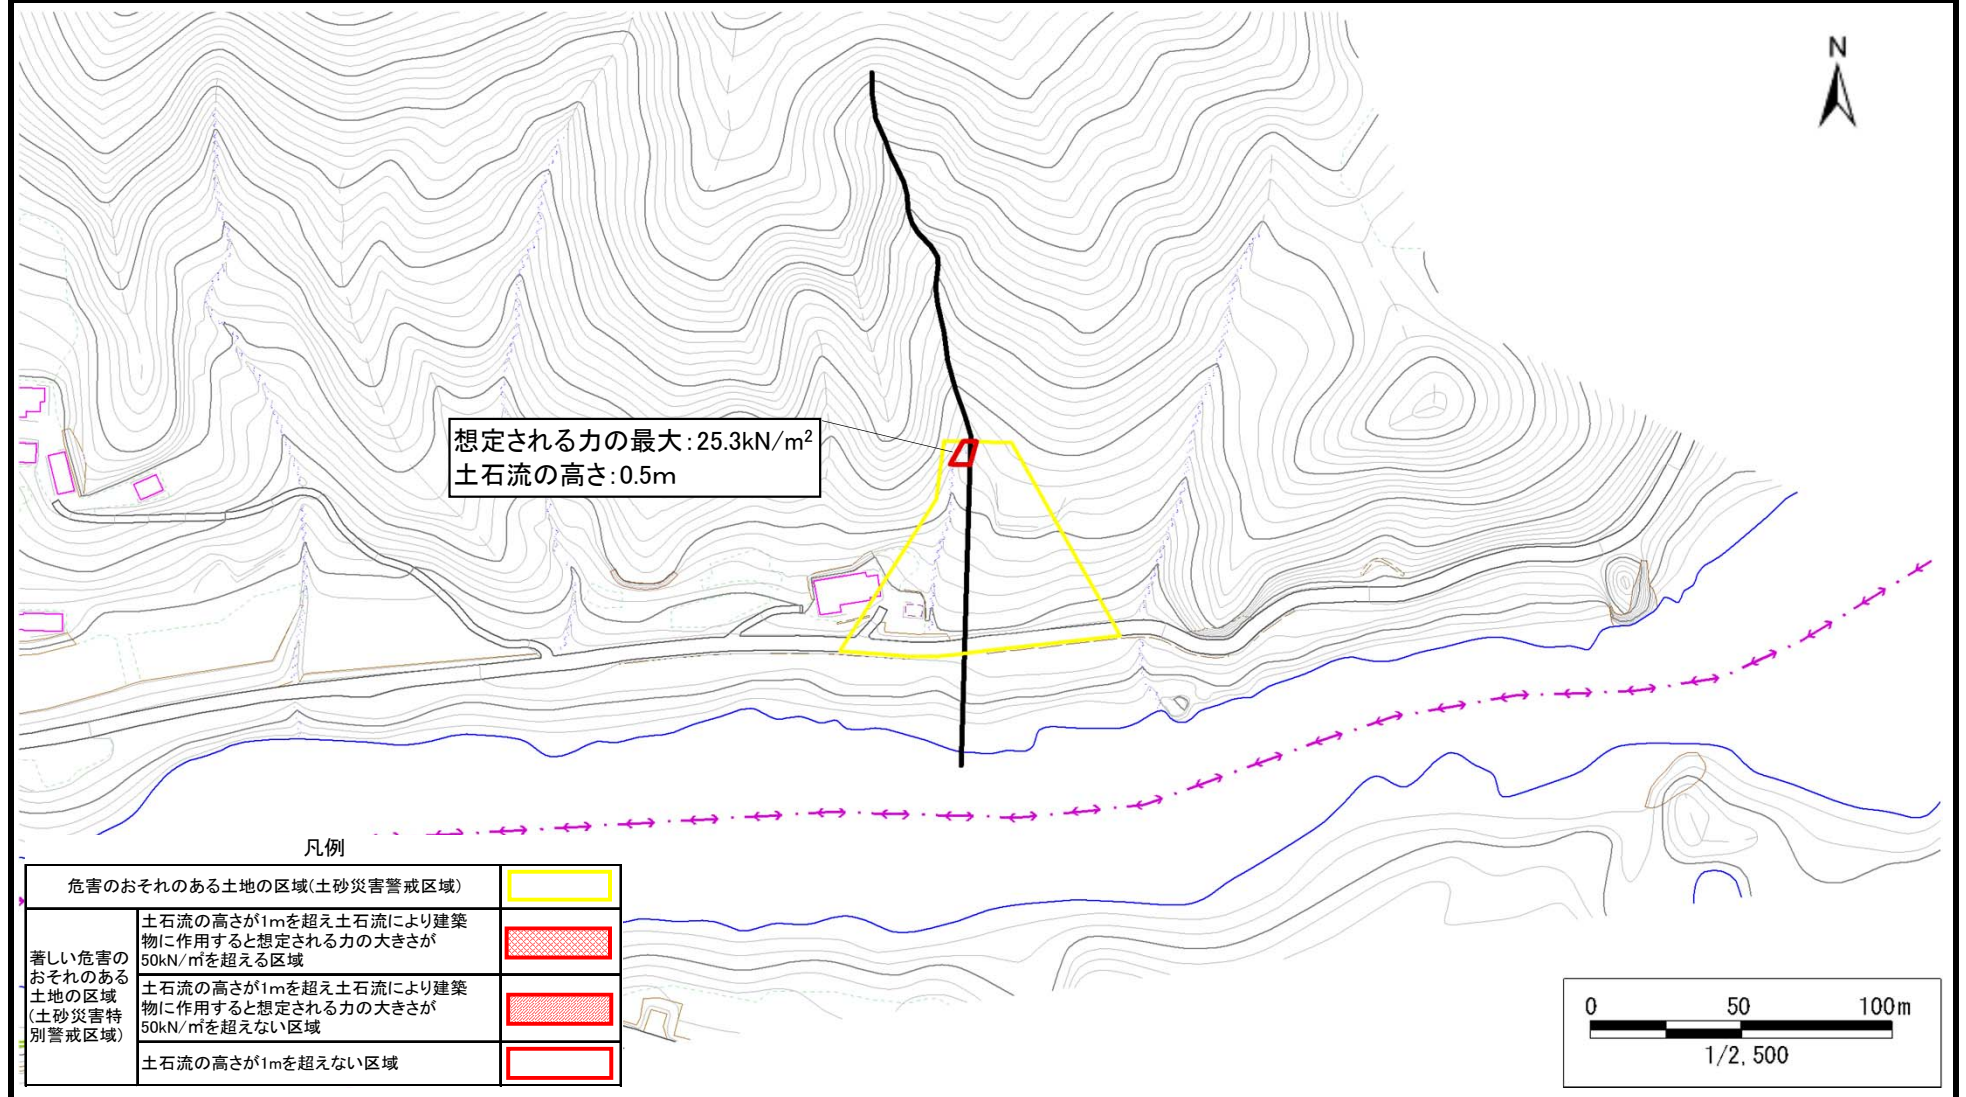 N
想定される力の最大:25.3kN/m²
土石流の高さ:0.5m
凡例
危害のおそれのある土地の区域(土砂災害警戒区域)
著しい危害の
おそれのある
土地の区域
(土砂災害特
別警戒区域)
土石流の高さが1mを超え土石流により建築
物に作用すると想定される力の大きさが
50kN/㎡を超える区域
土石流の高さが1mを超え土石流により建築
物に作用すると想定される力の大きさが
50kN/㎡を超えない区域
土石流の高さが1mを超えない区域
0 50 100m
1/2,500